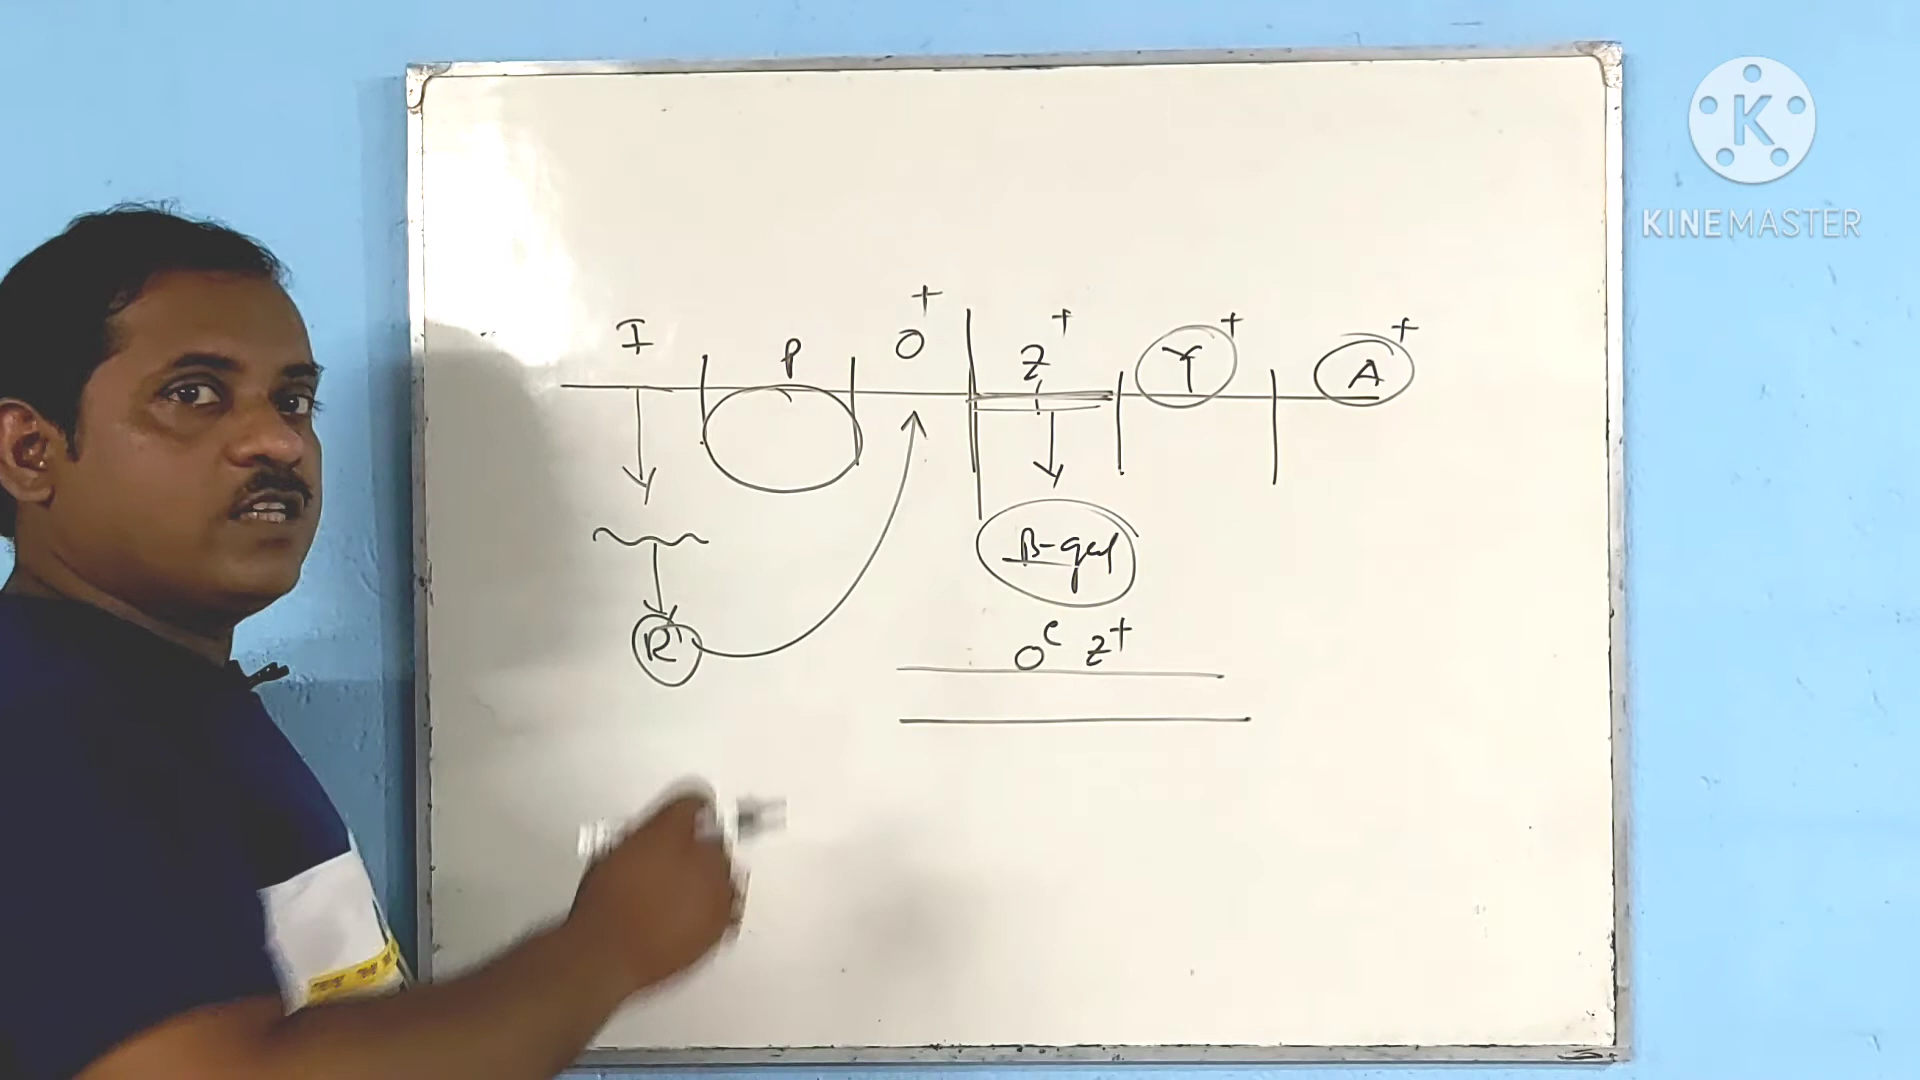 I P O+ Z+ Y+ A+
β-gal
R
Oc Z+
K
KINEMASTER